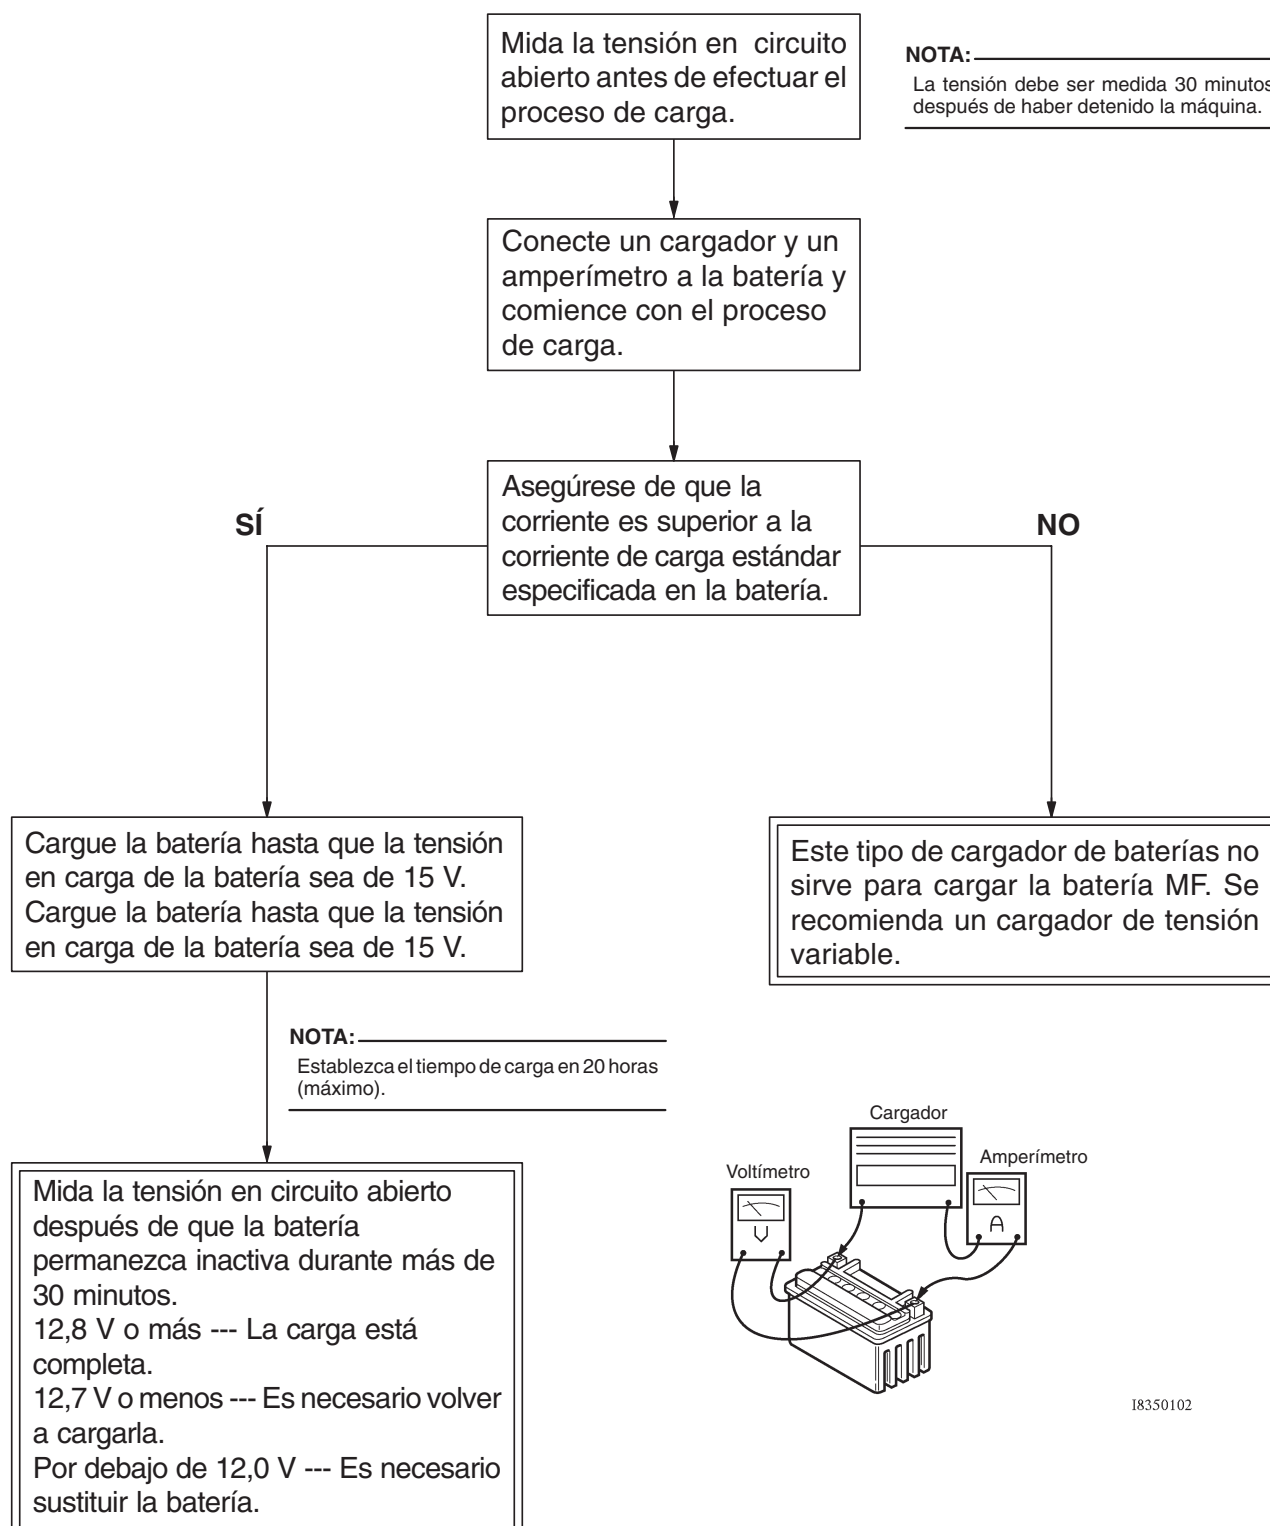 Mida la tensión en circuito
abierto antes de efectuar el
proceso de carga.
NOTA:
La tensión debe ser medida 30 minutos
después de haber detenido la máquina.
Conecte un cargador y un
amperímetro a la batería y
comience con el proceso
de carga.
Asegúrese de que la
corriente es superior a la
corriente de carga estándar
especificada en la batería.
SÍ
NO
Cargue la batería hasta que la tensión
en carga de la batería sea de 15 V.
Cargue la batería hasta que la tensión
en carga de la batería sea de 15 V.
Este tipo de cargador de baterías no
sirve para cargar la batería MF. Se
recomienda un cargador de tensión
variable.
NOTA:
Establezca el tiempo de carga en 20 horas
(máximo).
Mida la tensión en circuito abierto
después de que la batería
permanezca inactiva durante más de
30 minutos.
12,8 V o más --- La carga está
completa.
12,7 V o menos --- Es necesario volver
a cargarla.
Por debajo de 12,0 V --- Es necesario
sustituir la batería.
Cargador
Voltímetro
Amperímetro
V
A
I8350102